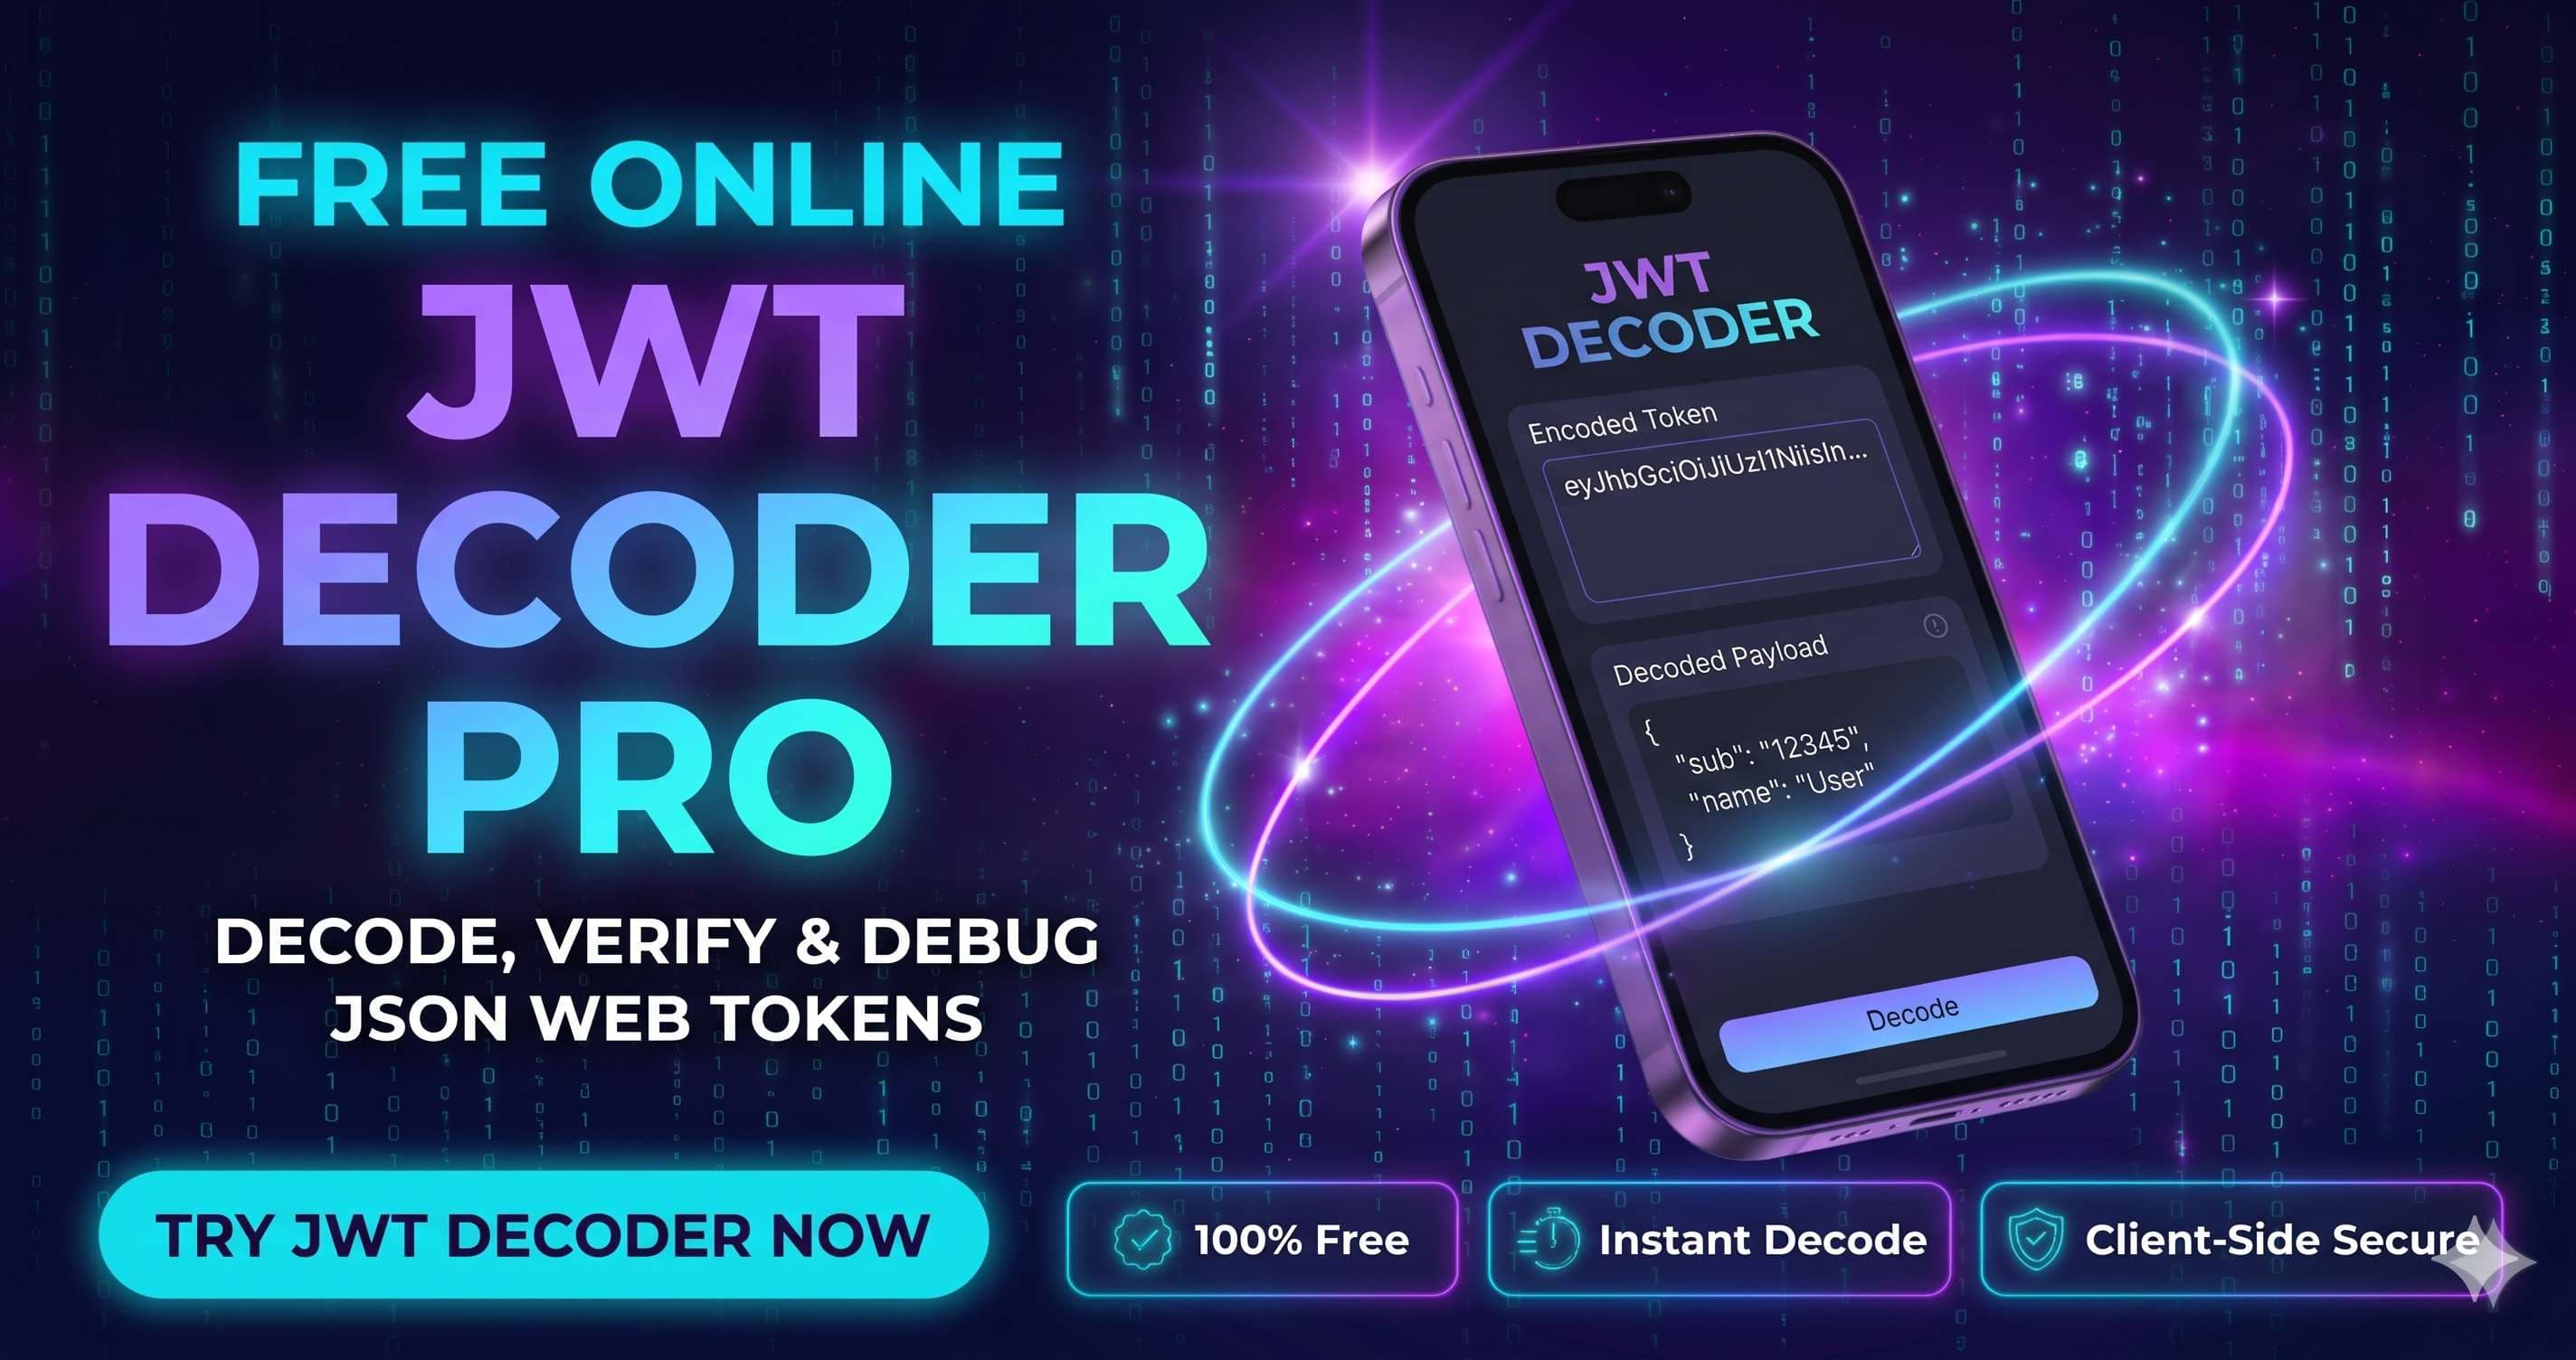 FREE ONLINE
JWT
DECODER
PRO
DECODE, VERIFY & DEBUG
JSON WEB TOKENS
TRY JWT DECODER NOW
JWT
DECODER
Encoded Token
eyJhbGciOiJiUzI1NiisIn...
Decoded Payload
{
"sub": "12345",
"name": "User"
}
Decode
100% Free
Instant Decode
Client-Side Secure